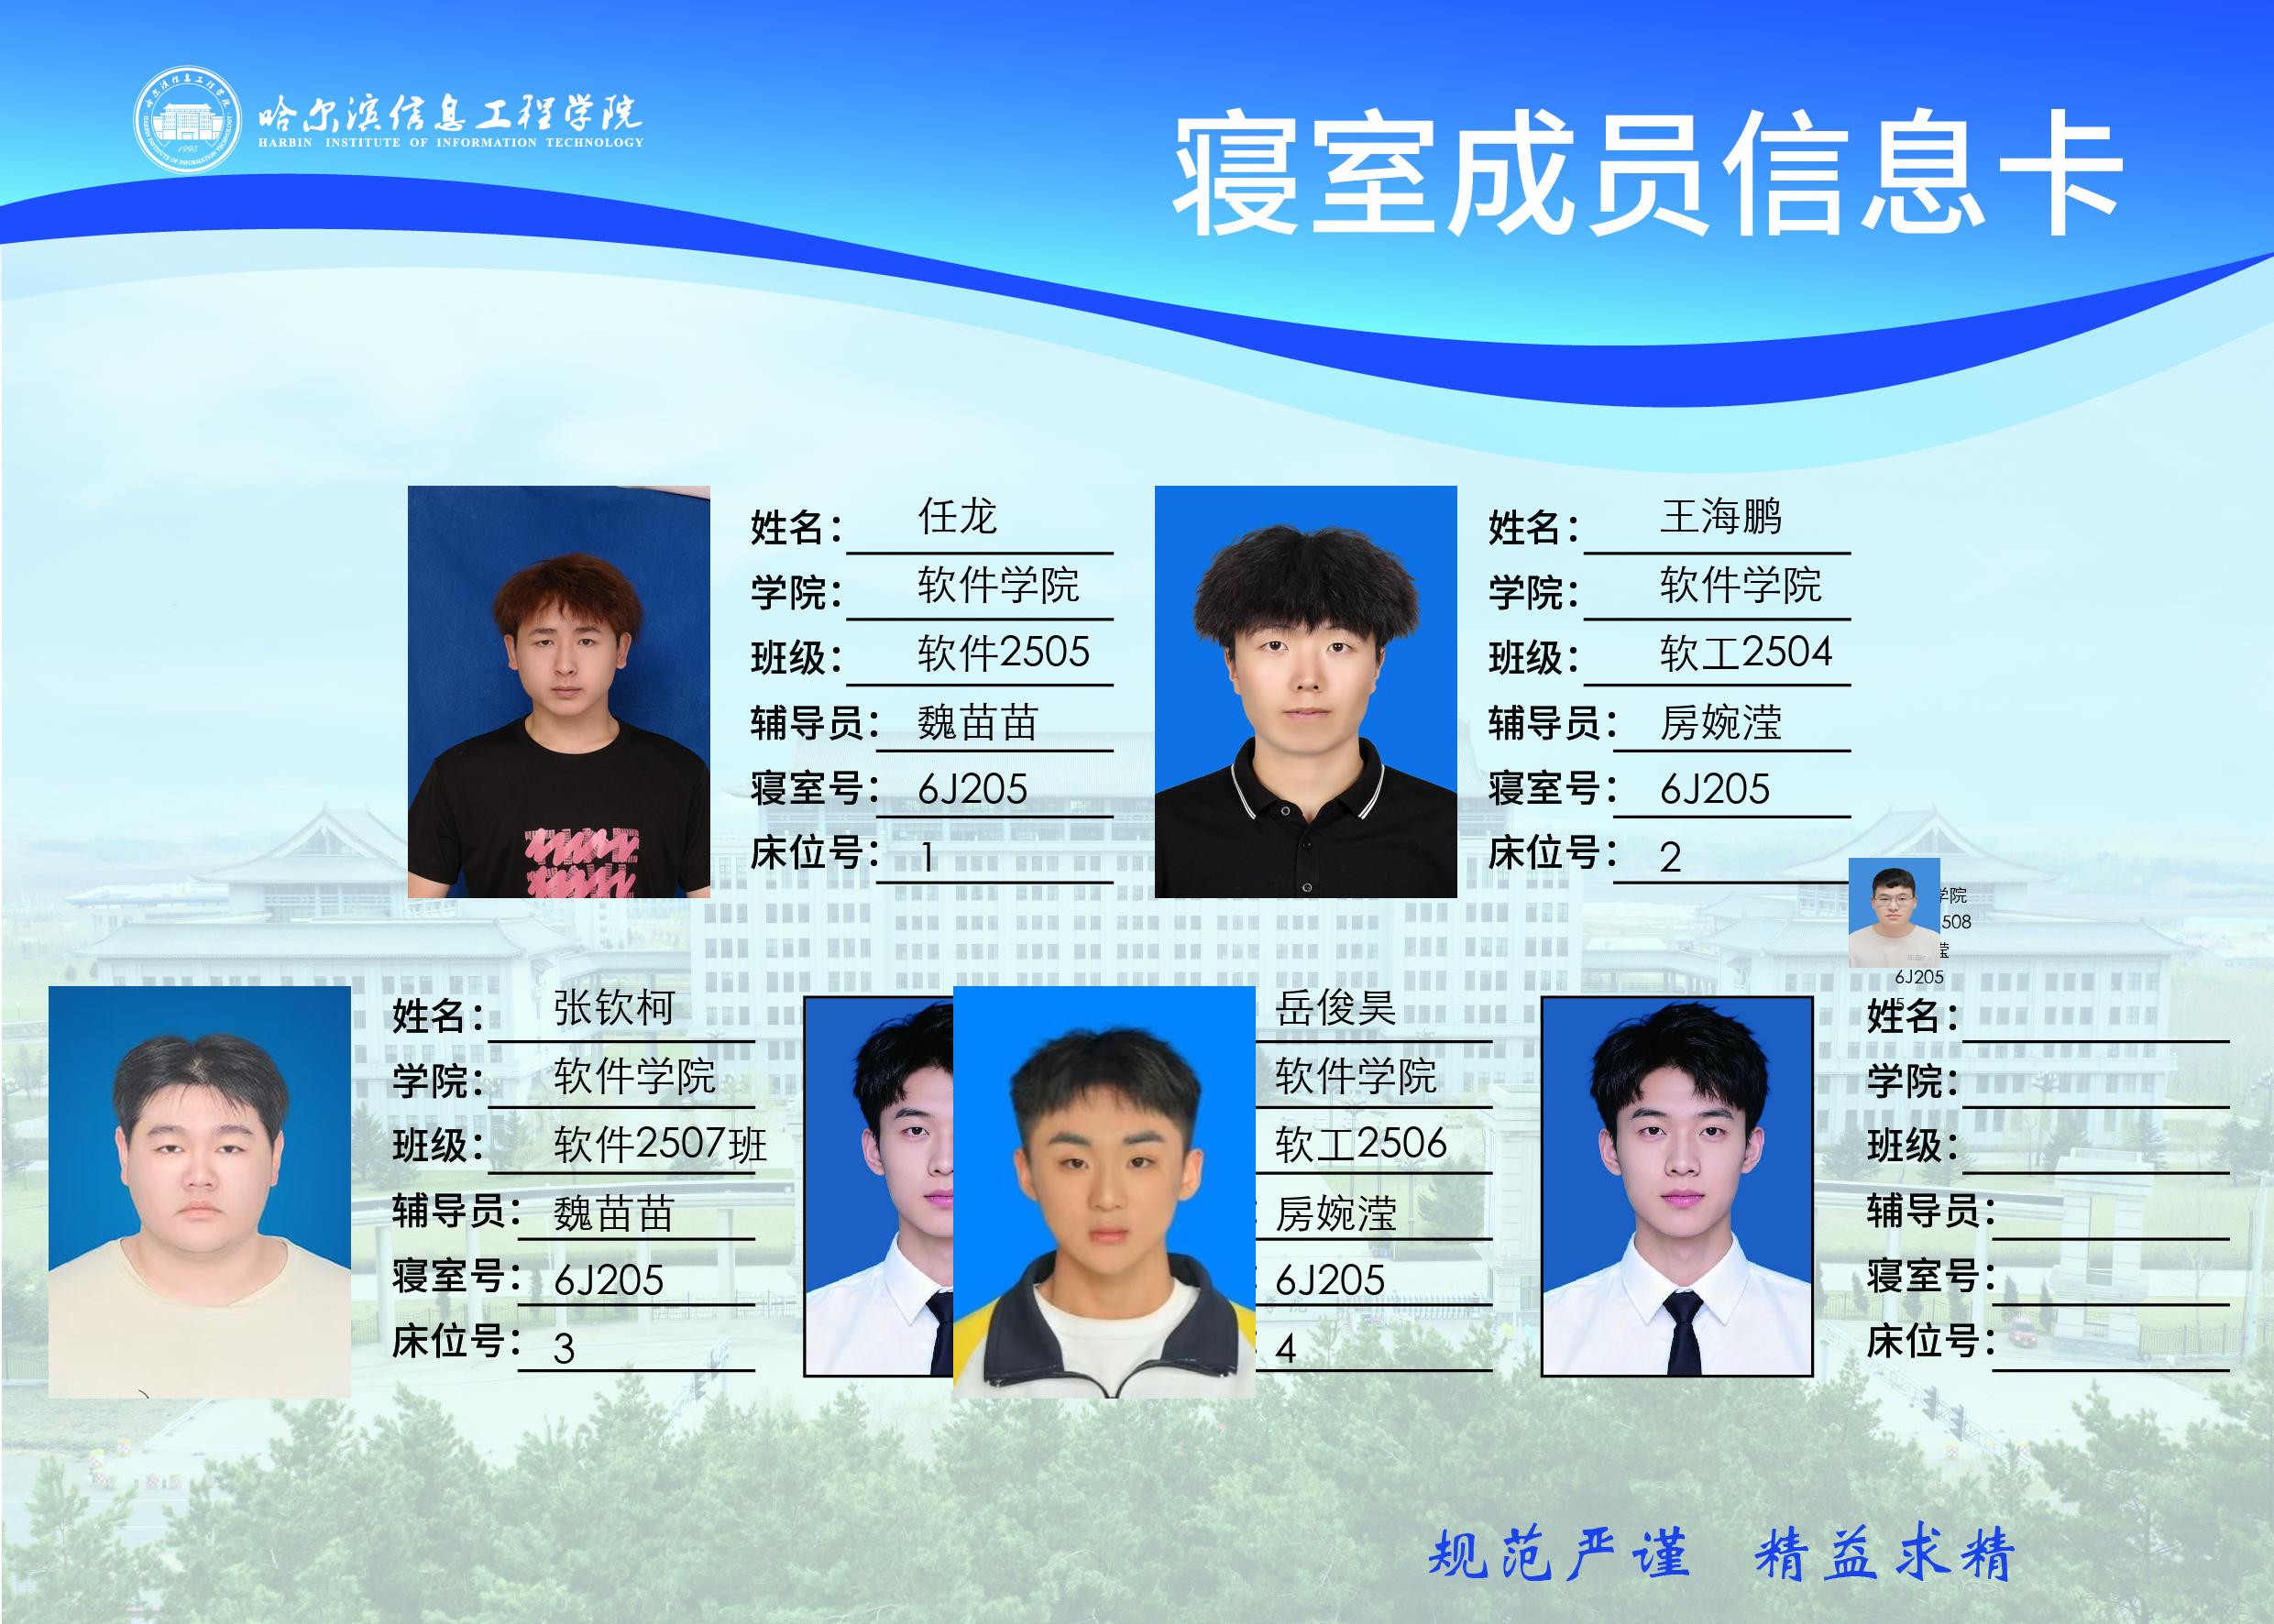 哈尔滨信息工程学院
HARBIN INSTITUTE OF INFORMATION TECHNOLOGY
1995
寝室成员信息卡
姓名： 任龙
学院： 软件学院
班级： 软件2505
辅导员： 魏苗苗
寝室号： 6J205
床位号： 1
姓名： 王海鹏
学院： 软件学院
班级： 软工2504
辅导员： 房婉滢
寝室号： 6J205
床位号： 2
学院
508
滢
6J205
姓名： 张钦柯
学院： 软件学院
班级： 软件2507班
辅导员： 魏苗苗
寝室号： 6J205
床位号： 3
岳俊昊
软件学院
软工2506
房婉滢
6J205
4
姓名：
学院：
班级：
辅导员：
寝室号：
床位号：
规范严谨 精益求精